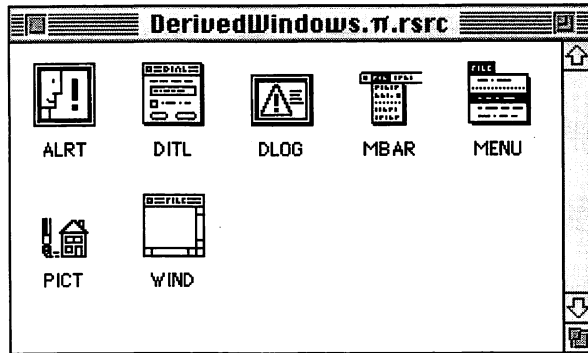 DerivedWindows.π.rsrc
ALRT
DITL
DLOG
MBAR
MENU
PICT
WIND